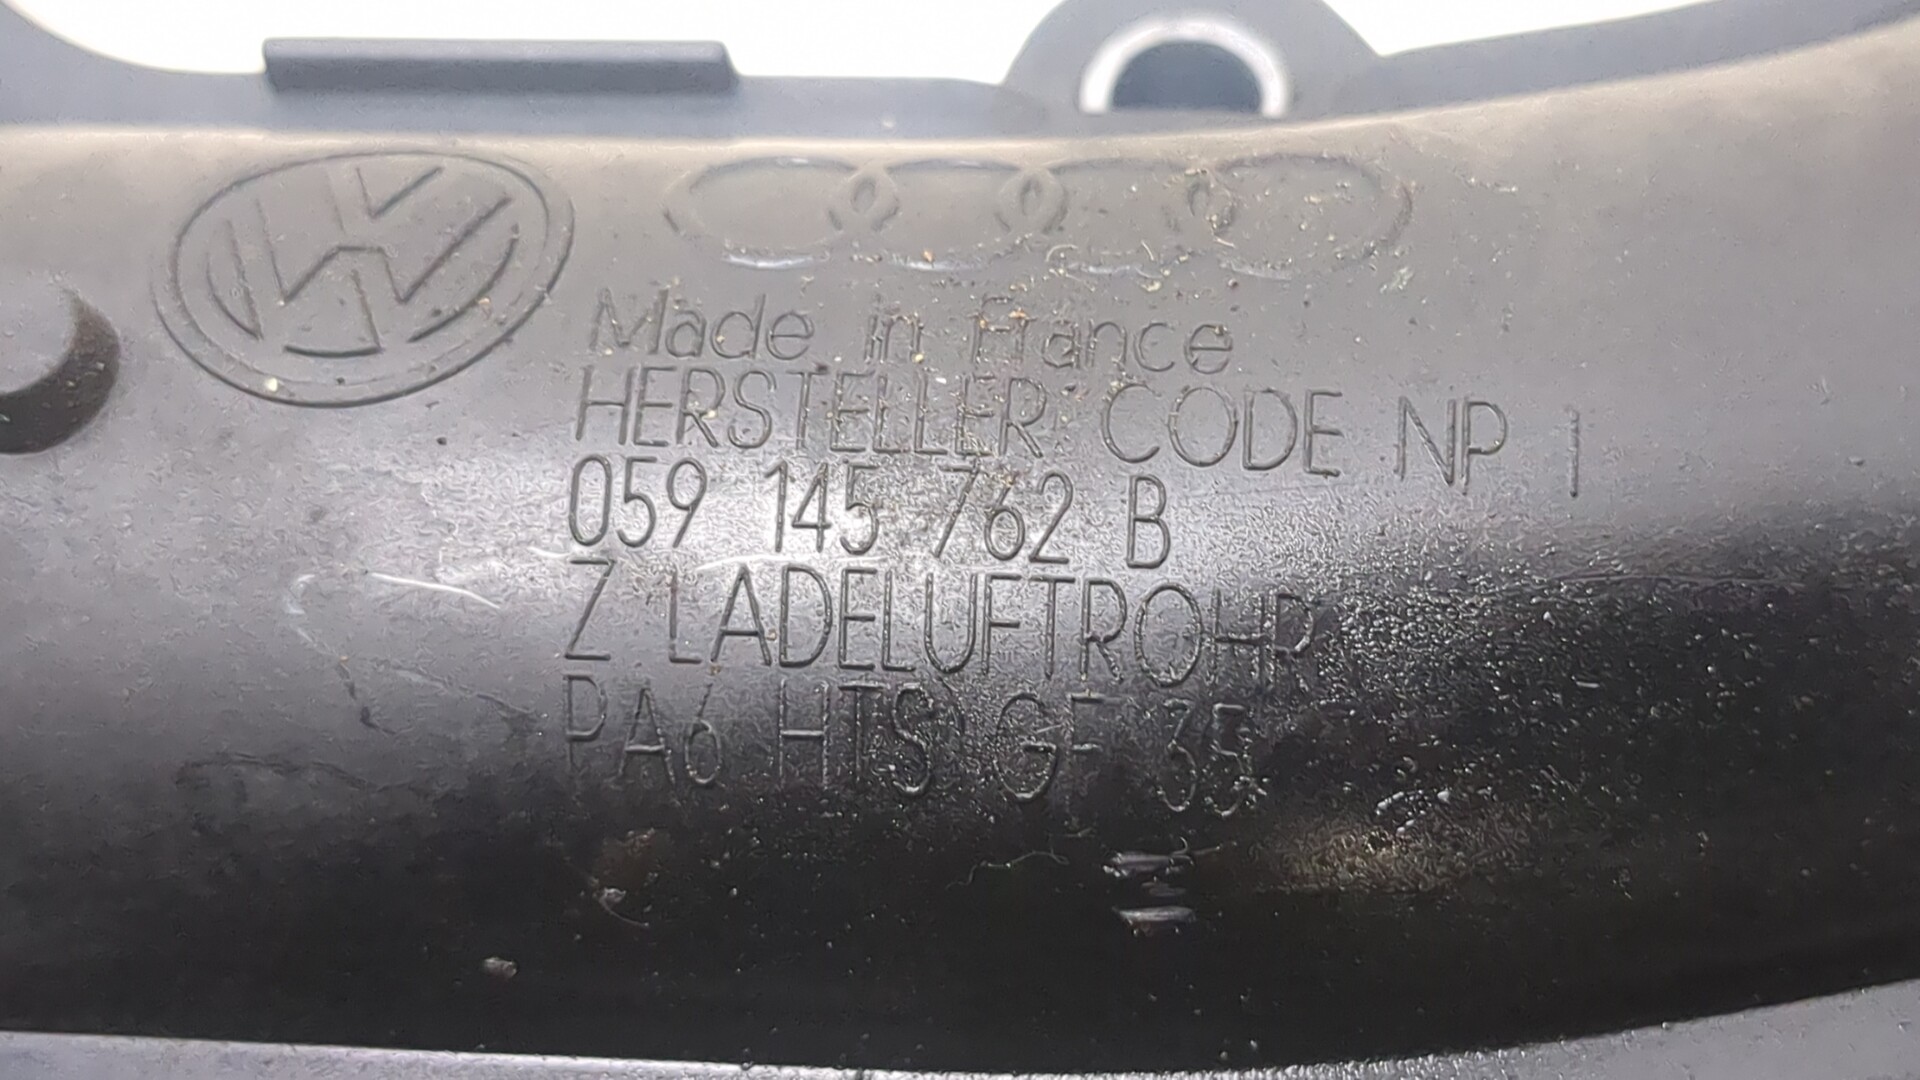 Made in France
HERSTELLER CODE NP 1
059 145 762 B
Z LADELUFTROHR
PA6 HTS GF 35